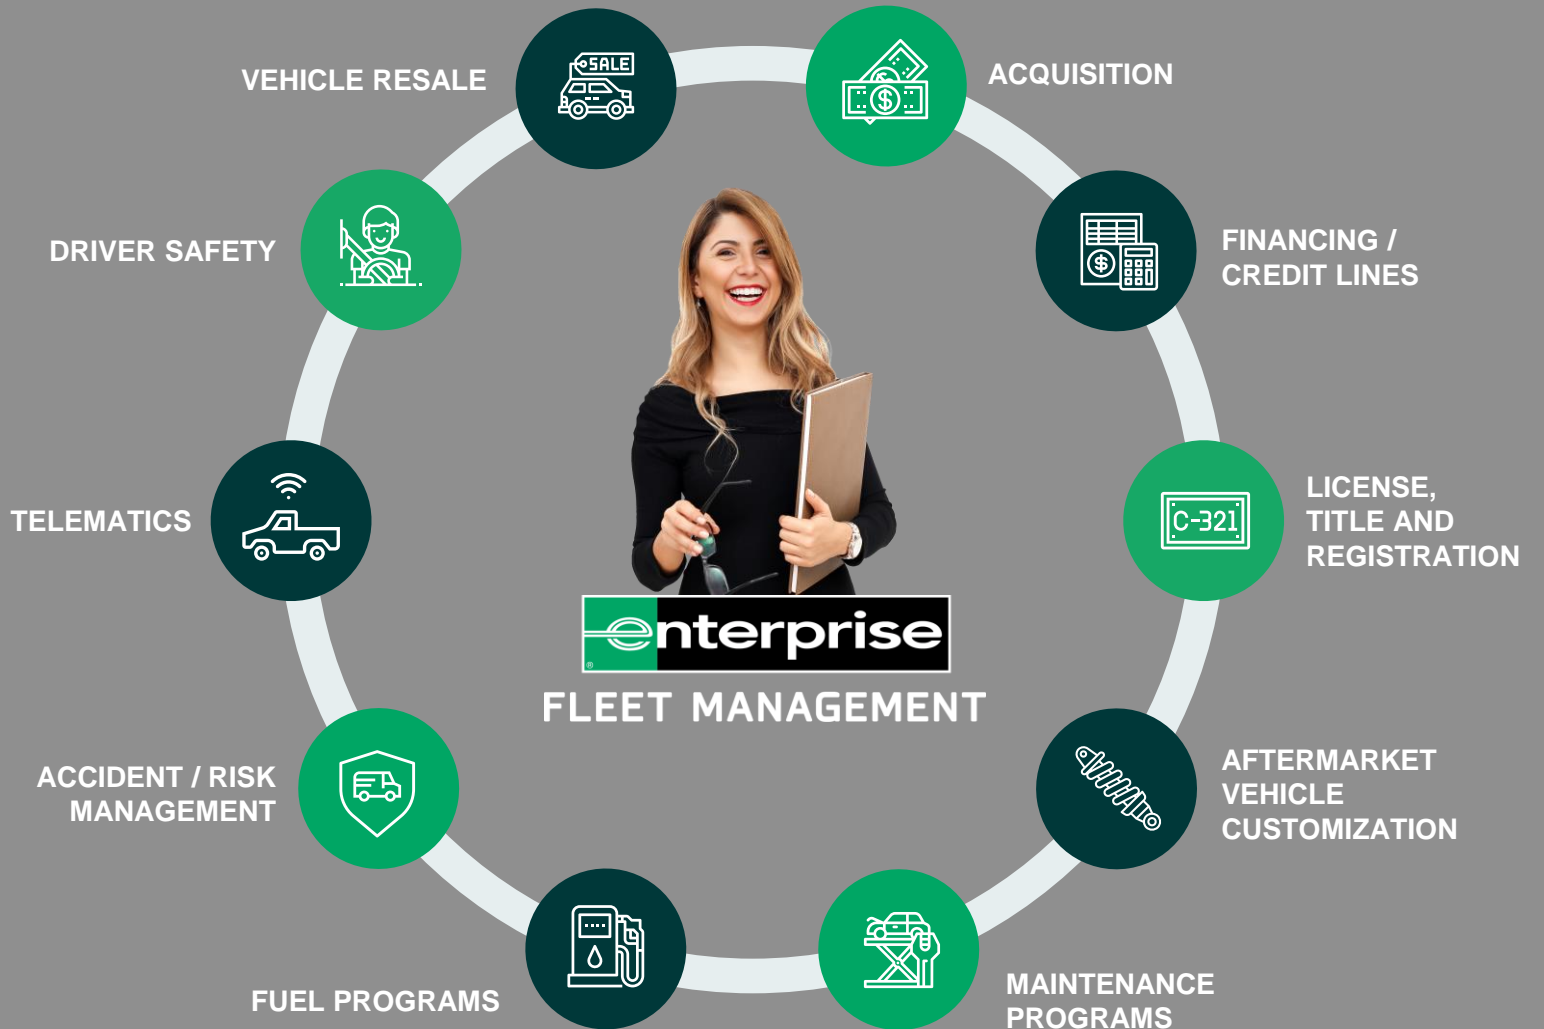 VEHICLE RESALE
SALE
ACQUISITION
$
DRIVER SAFETY
FINANCING /
CREDIT LINES
$
TELEMATICS
LICENSE,
TITLE AND
REGISTRATION
C-321
enterprise
®
FLEET MANAGEMENT
ACCIDENT / RISK
MANAGEMENT
AFTERMARKET
VEHICLE
CUSTOMIZATION
FUEL PROGRAMS
MAINTENANCE
PROGRAMS